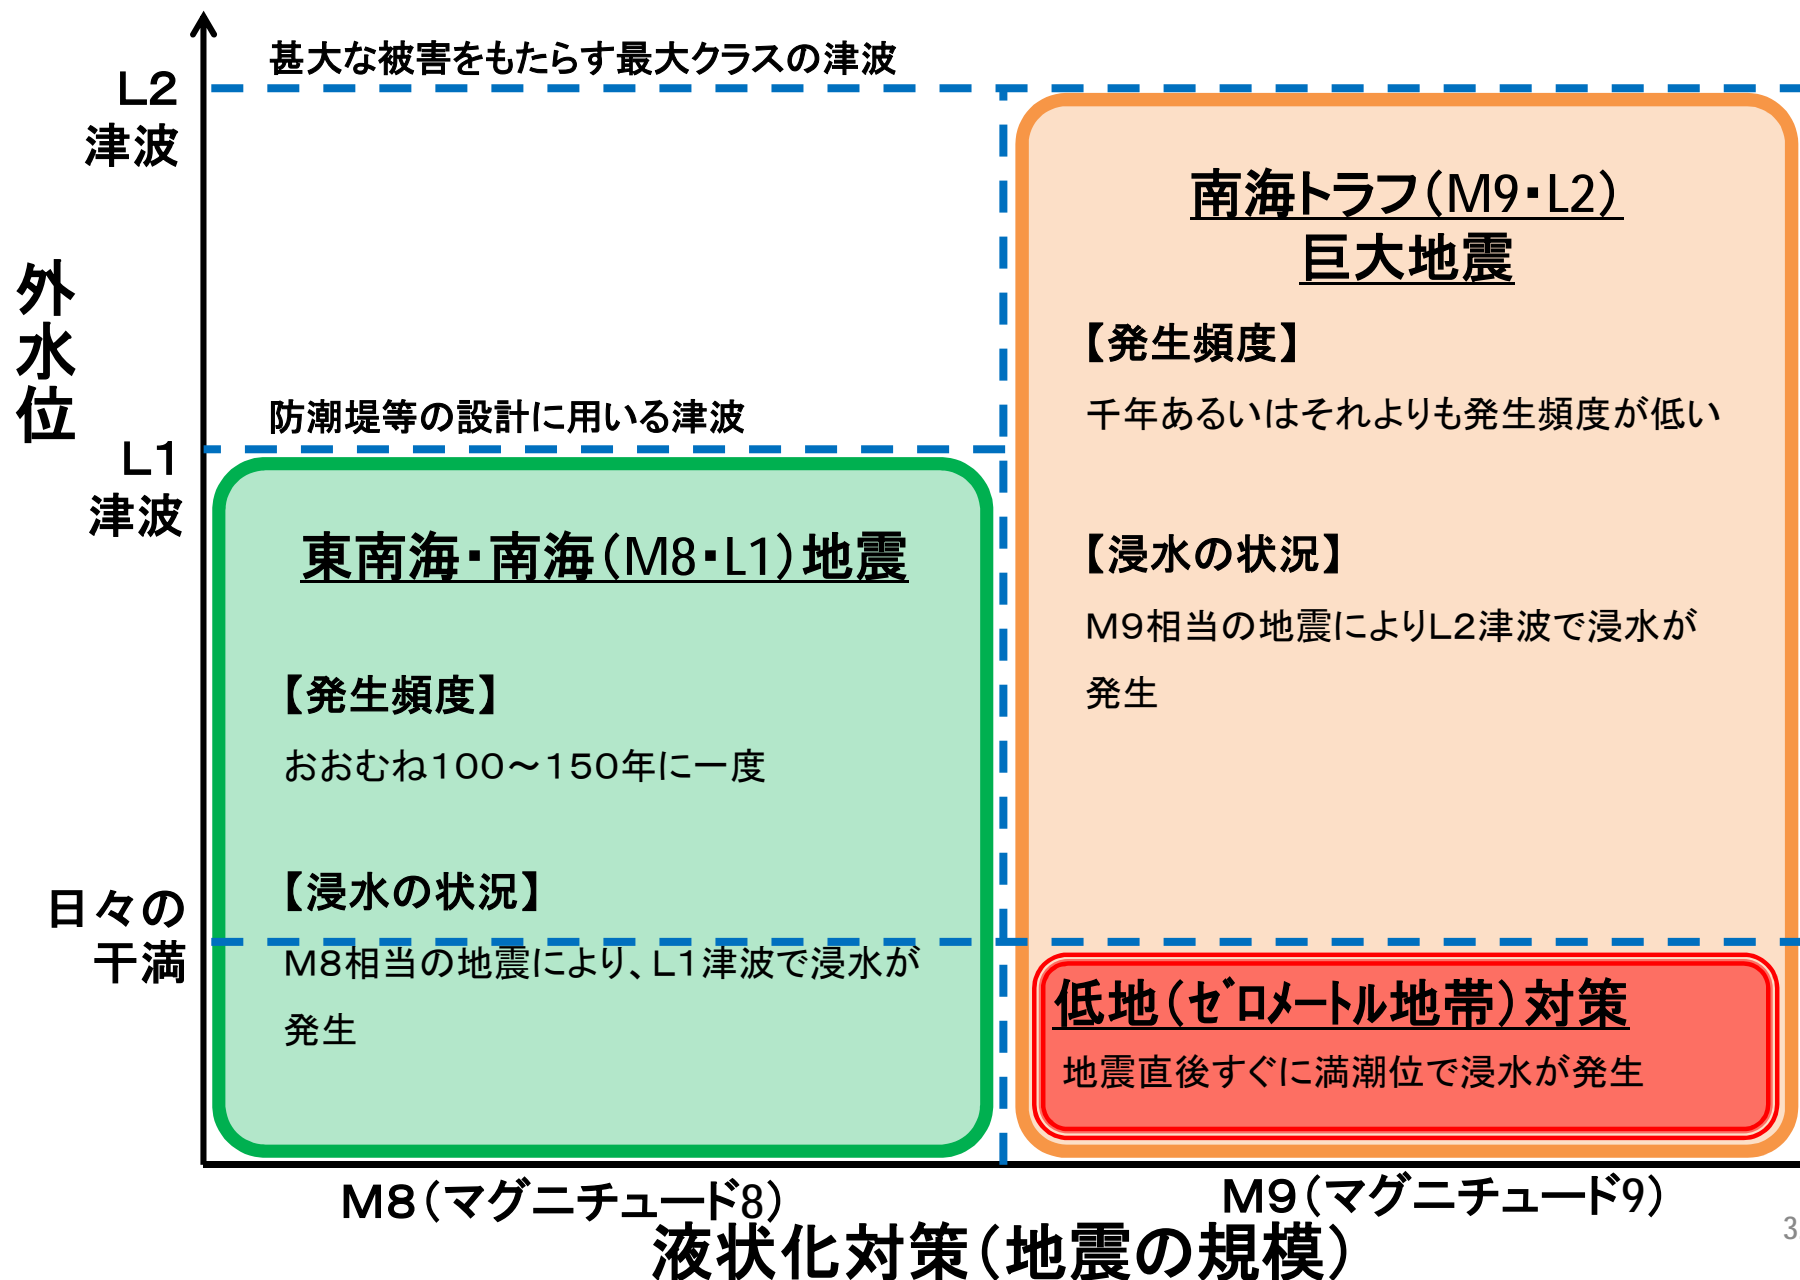 甚大な被害をもたらす最大クラスの津波
L2
津波
外水位
防潮堤等の設計に用いる津波
L1
津波
日々の
干満
東南海・南海（M8・L1）地震
【発生頻度】
おおむね100～150年に一度
【浸水の状況】
M8相当の地震により、L1津波で浸水が
発生
南海トラフ（M9・L2）
巨大地震
【発生頻度】
千年あるいはそれよりも発生頻度が低い
【浸水の状況】
M9相当の地震によりL2津波で浸水が
発生
低地（ｾﾞﾛﾒｰﾄﾙ地帯）対策
地震直後すぐに満潮位で浸水が発生
M8（マグニチュード8）
M9（マグニチュード9）
液状化対策（地震の規模）
3